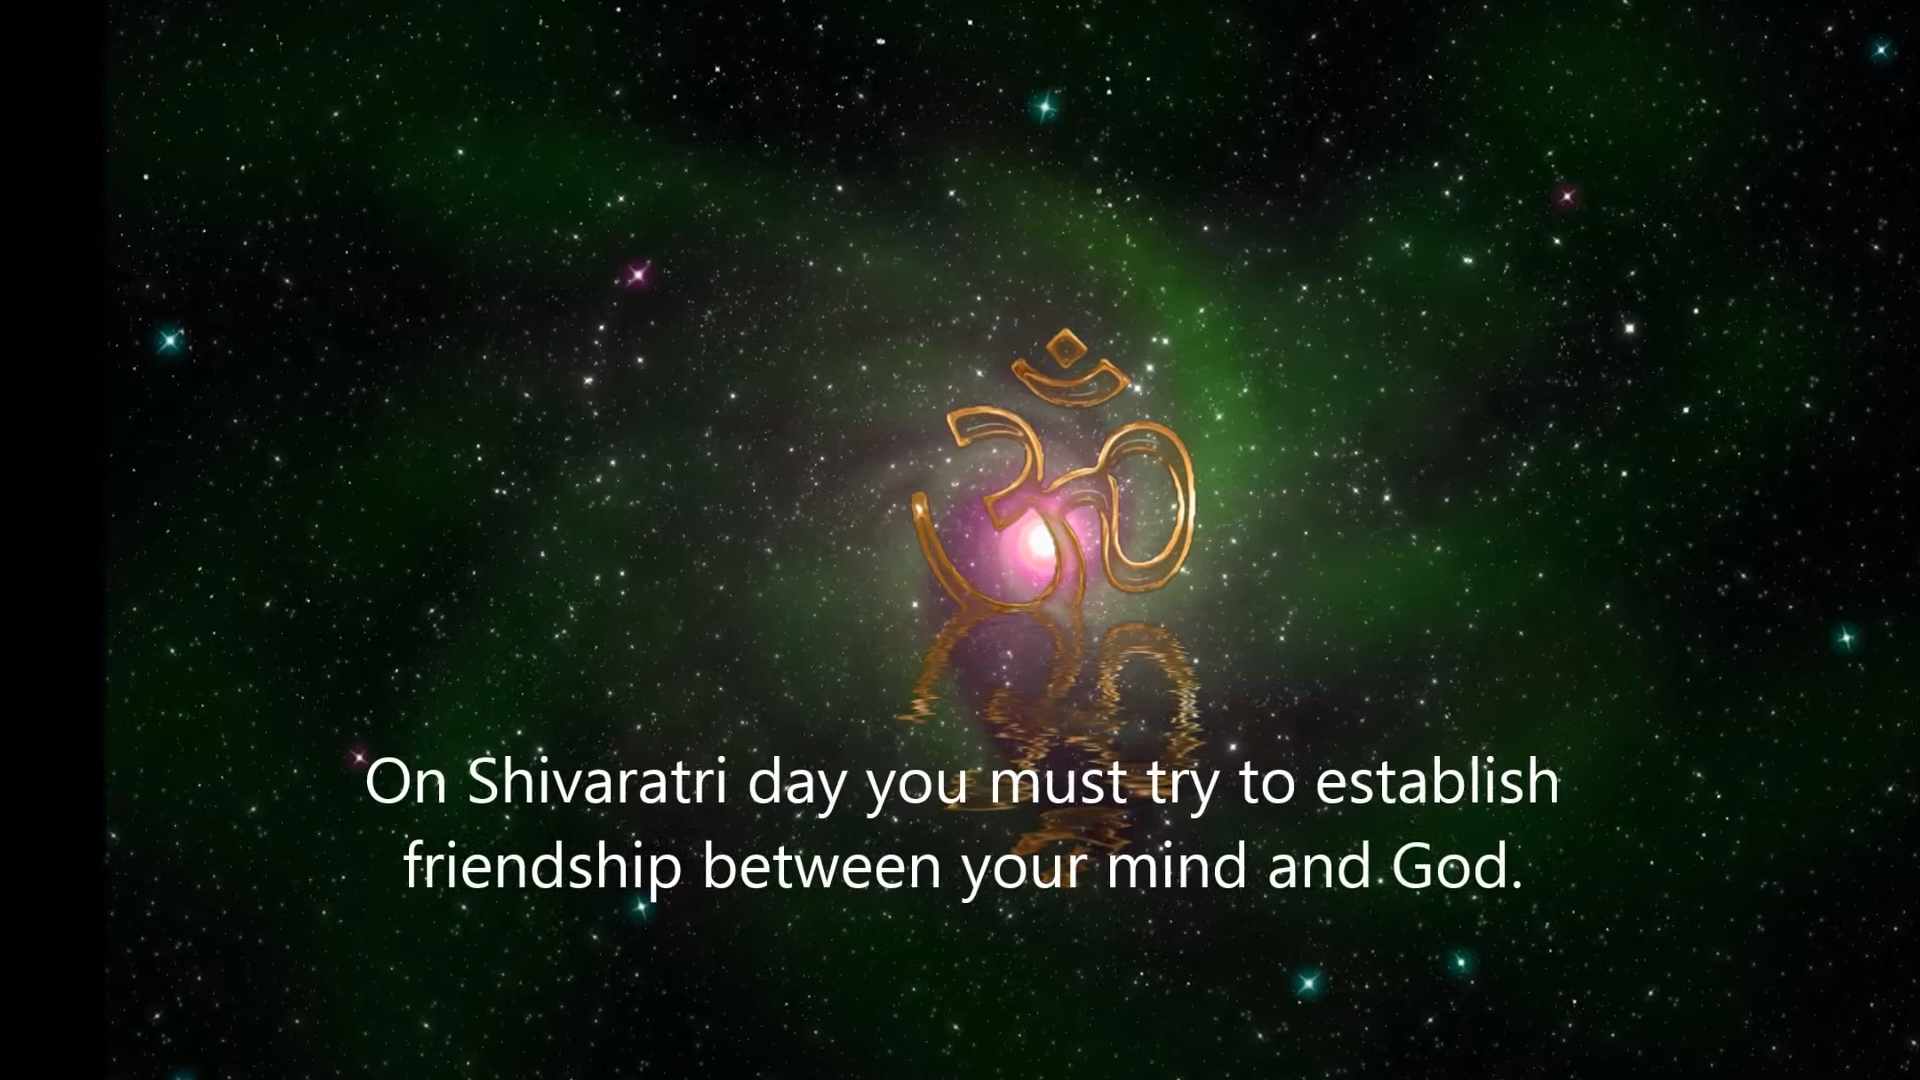 ॐ
On Shivaratri day you must try to establish
friendship between your mind and God.